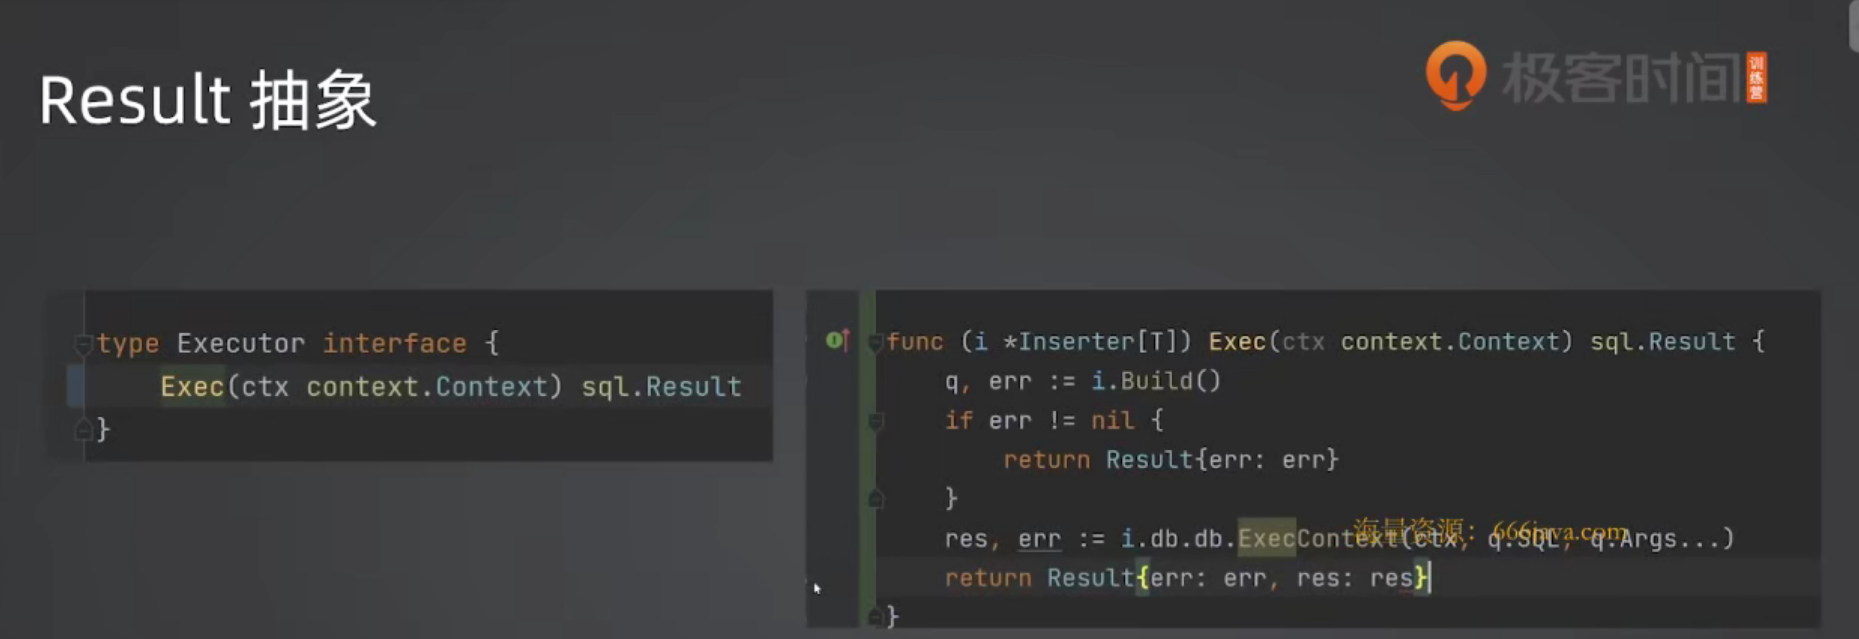 Result 抽象
极客时间
训练营
type Executor interface {
Exec(ctx context.Context) sql.Result
}
func (i *Inserter[T]) Exec(ctx context.Context) sql.Result {
q, err := i.Build()
if err != nil {
return Result{err: err}
}
res, err := i.db.db.ExecContext(ctx, q.SQL, q.Args...)
海量资源：666java.com
return Result{err: err, res: res}
}